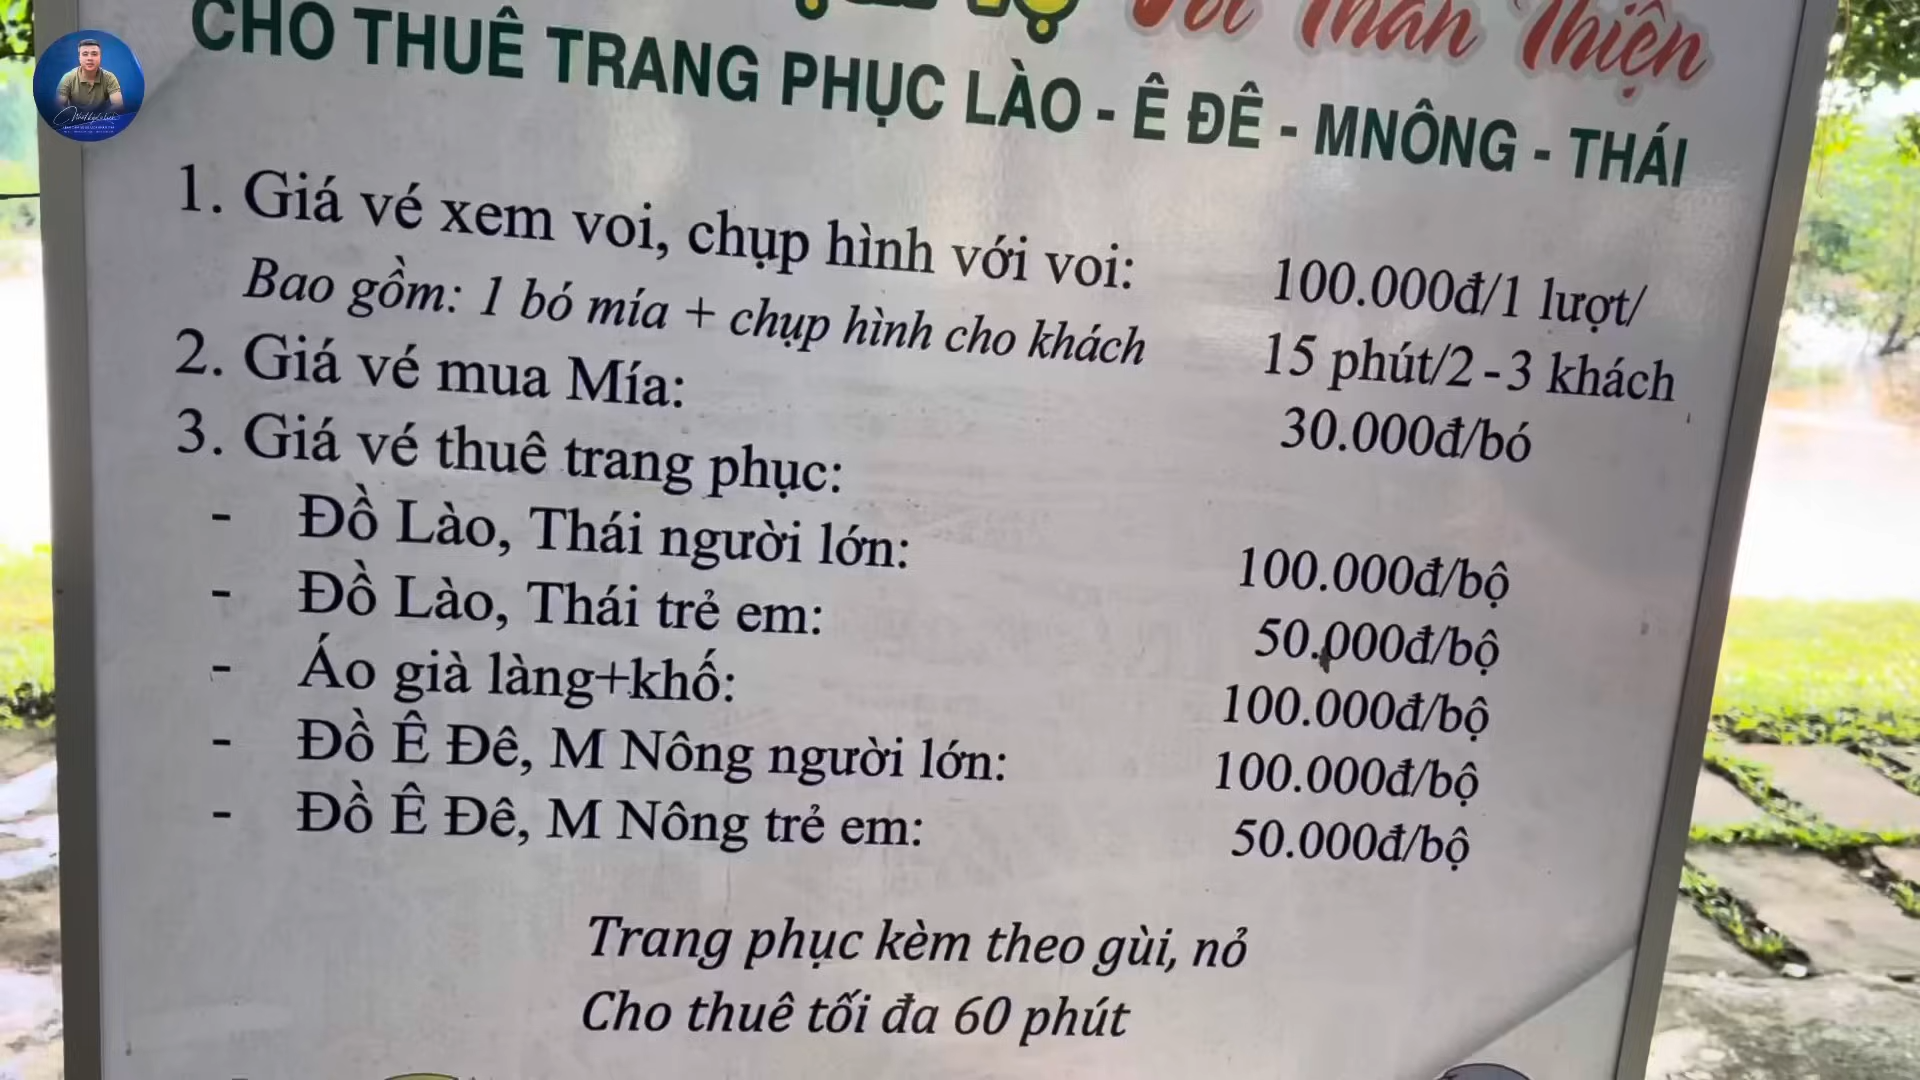 Voi Thân Thiện
CHO THUÊ TRANG PHỤC LÀO - Ê ĐÊ - MNÔNG - THÁI
1. Giá vé xem voi, chụp hình với voi: 100.000đ/1 lượt/
Bao gồm: 1 bó mía + chụp hình cho khách 15 phút/2-3 khách
2. Giá vé mua Mía: 30.000đ/bó
3. Giá vé thuê trang phục:
- Đồ Lào, Thái người lớn: 100.000đ/bộ
- Đồ Lào, Thái trẻ em: 50.000đ/bộ
- Áo già làng+khố: 100.000đ/bộ
- Đồ Ê Đê, M Nông người lớn: 100.000đ/bộ
- Đồ Ê Đê, M Nông trẻ em: 50.000đ/bộ
Trang phục kèm theo gùi, nỏ
Cho thuê tối đa 60 phút